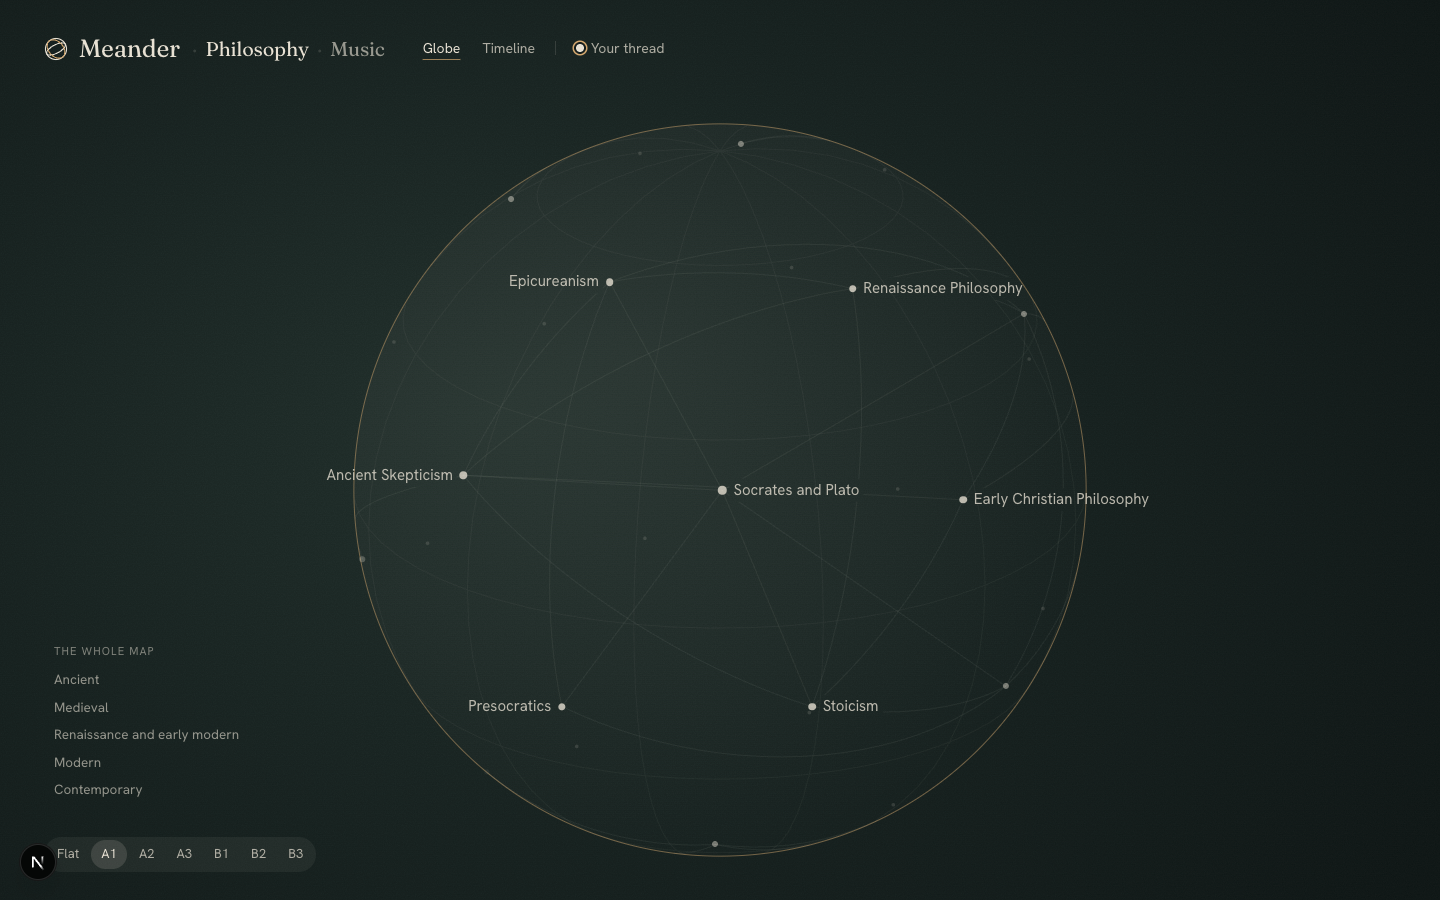 Meander · Philosophy · Music
Globe
Timeline
Your thread
Epicureanism
Renaissance Philosophy
Ancient Skepticism
Socrates and Plato
Early Christian Philosophy
Presocratics
Stoicism
THE WHOLE MAP
Ancient
Medieval
Renaissance and early modern
Modern
Contemporary
N
Flat A1 A2 A3 B1 B2 B3